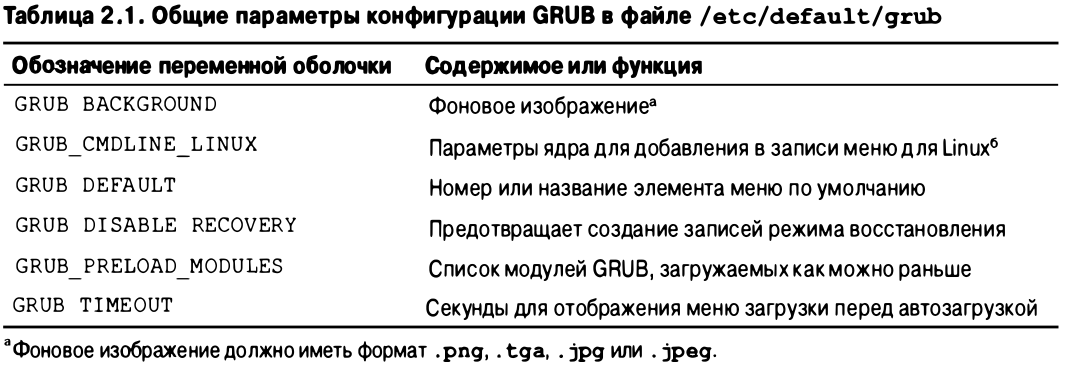 Таблица 2.1. Общие параметры конфигурации GRUB в файле /etc/default/grub
Обозначение переменной оболочки Содержимое или функция
GRUB BACKGROUND Фоновое изображениеᵃ
GRUB_CMDLINE_LINUX Параметры ядра для добавления в записи меню для Linuxᵇ
GRUB DEFAULT Номер или название элемента меню по умолчанию
GRUB DISABLE RECOVERY Предотвращает создание записей режима восстановления
GRUB_PRELOAD_MODULES Список модулей GRUB, загружаемых как можно раньше
GRUB TIMEOUT Секунды для отображения меню загрузки перед автозагрузкой
ᵃ Фоновое изображение должно иметь формат .png, .tga, .jpg или .jpeg.